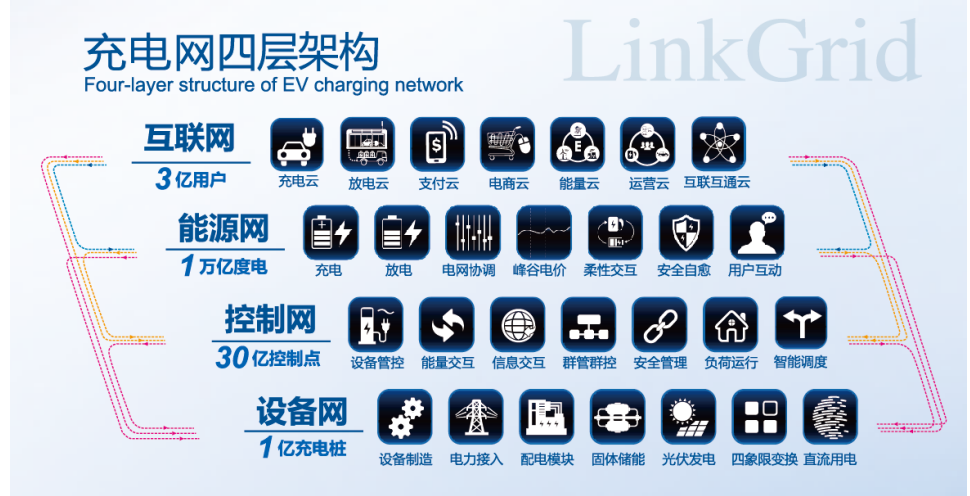 LinkGrid
充电网四层架构
Four-layer structure of EV charging network
互联网
3亿用户
充电云 放电云 支付云 电商云 能量云 运营云 互联互通云
能源网
1万亿度电
充电 放电 电网协调 峰谷电价 柔性交互 安全自愈 用户互动
控制网
30亿控制点
设备管控 能量交互 信息交互 群管群控 安全管理 负荷运行 智能调度
设备网
1亿充电桩
设备制造 电力接入 配电模块 固体储能 光伏发电 四象限变换 直流用电